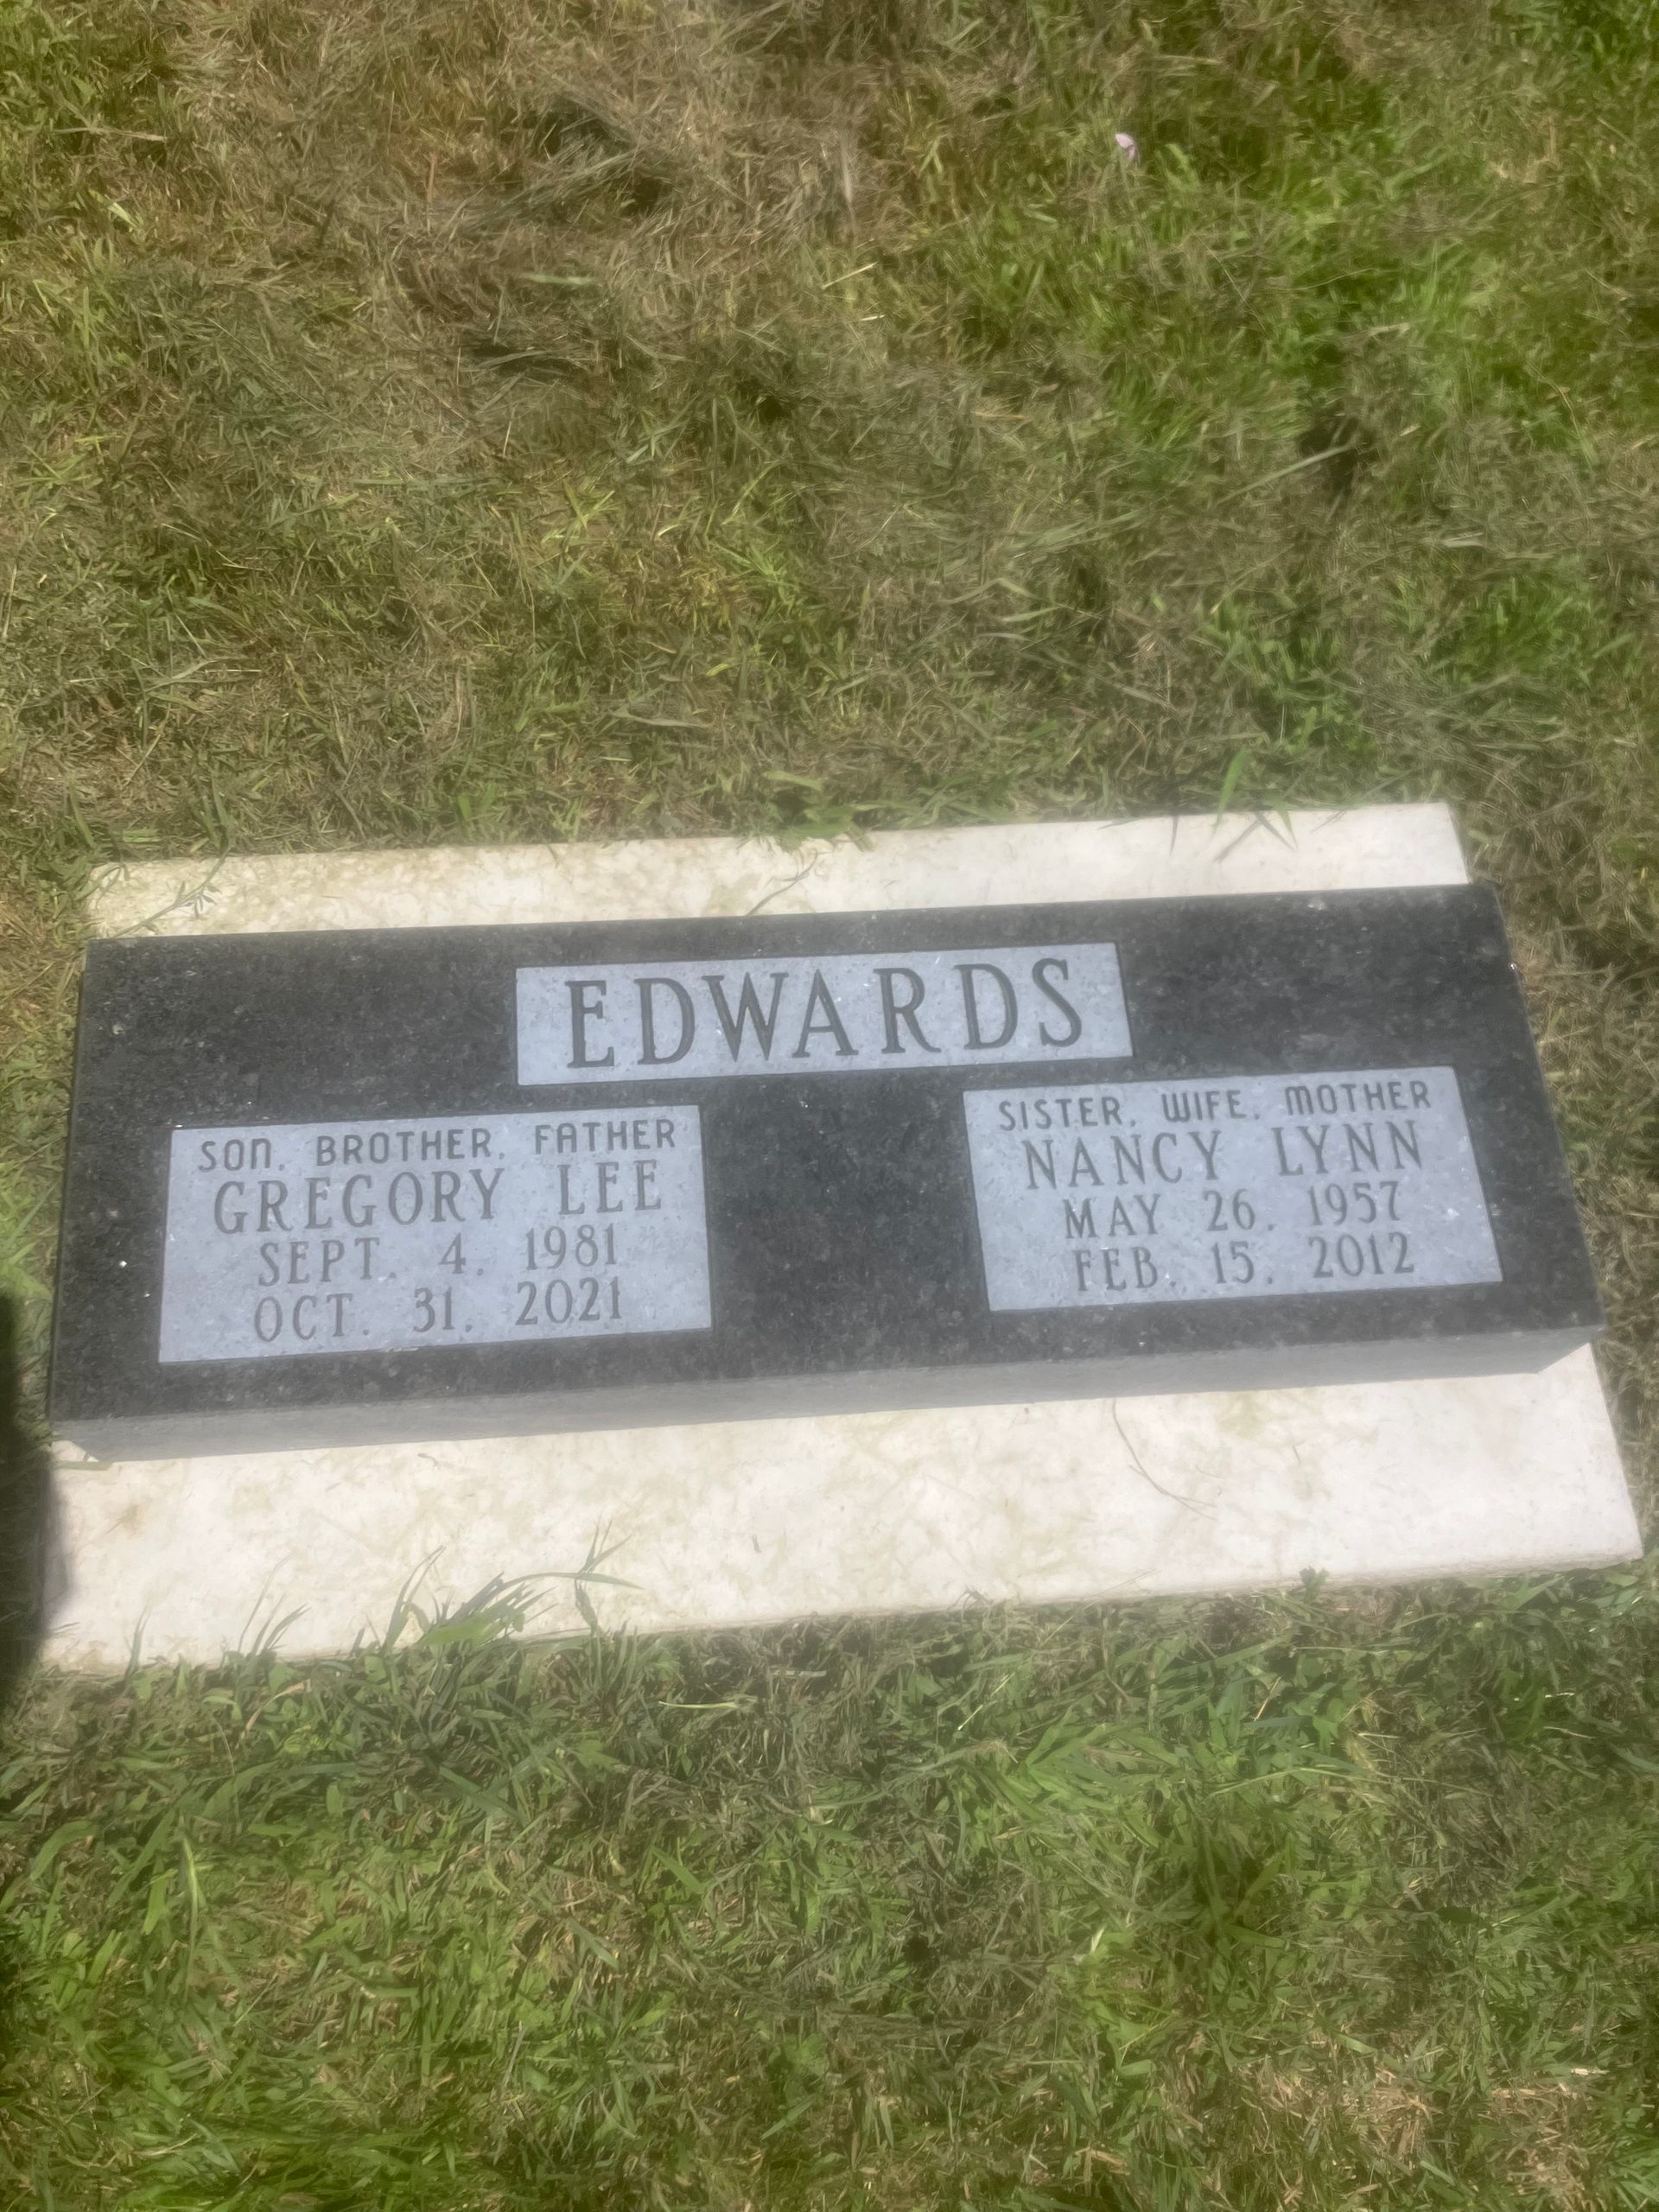 EDWARDS
SON, BROTHER, FATHER
GREGORY LEE
SEPT. 4, 1981
OCT. 31, 2021
SISTER, WIFE, MOTHER
NANCY LYNN
MAY 26, 1957
FEB. 15, 2012